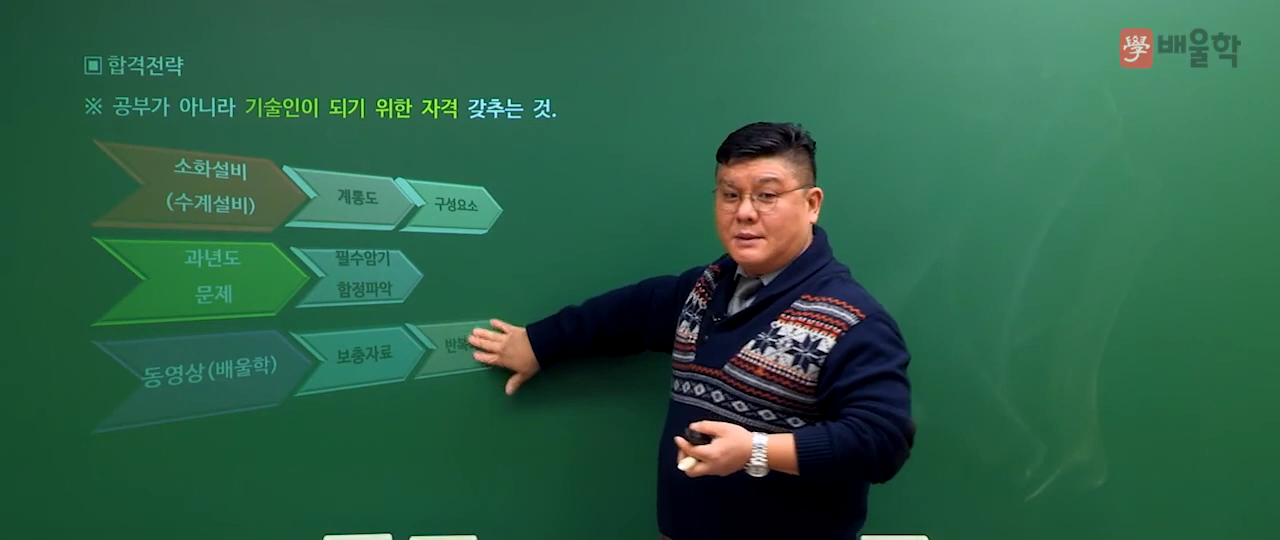 學배울학
▣ 합격전략
※ 공부가 아니라 기술인이 되기 위한 자격 갖추는 것.
소화설비
(수계설비)
계통도
구성요소
과년도
문제
필수암기
함정파악
동영상(배울학)
보충자료
반복